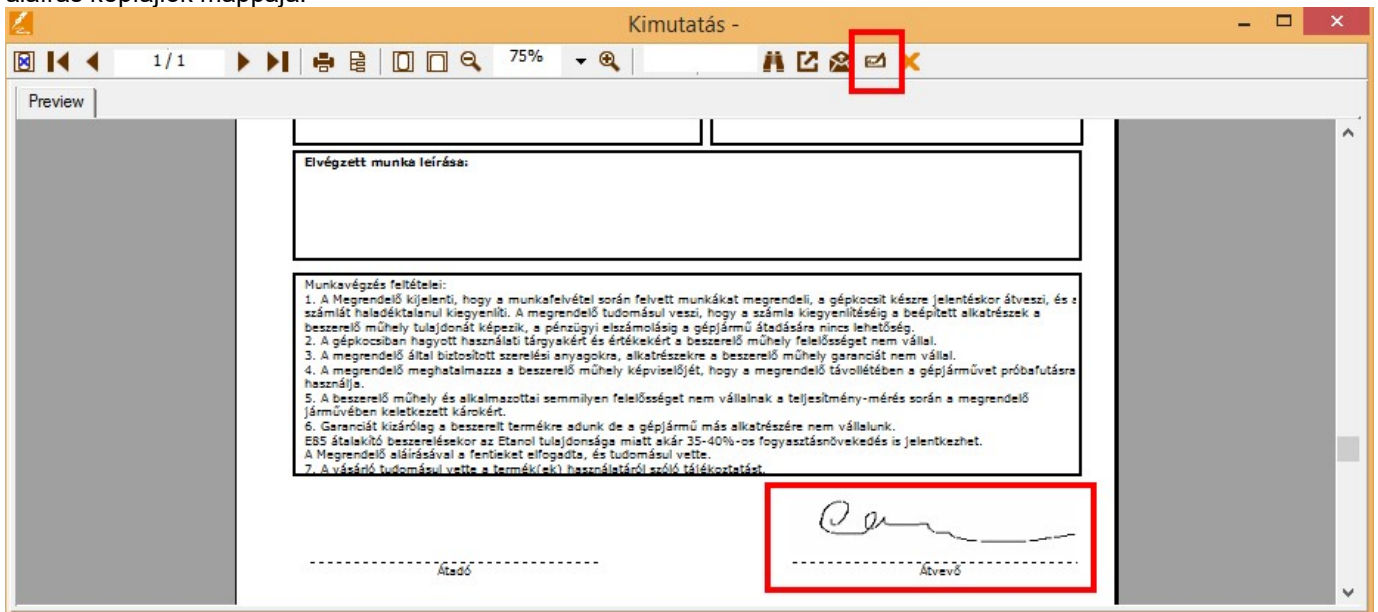 aláírás képfájlok mappája.
Kimutatás -
1/1
75%
Preview
Elvégzett munka leírása:
Munkavégzés feltételei:
1. A Megrendelő kijelenti, hogy a munkafelvétel során felvett munkákat megrendeli, a gépkocsit készre jelentéskor átveszi, és a
számlát haladéktalanul kiegyenlíti. A megrendelő tudomásul veszi, hogy a számla kiegyenlítéséig a beépített alkatrészek a
beszerelő műhely tulajdonát képezik, a pénzügyi elszámolásig a gépjármű átadására nincs lehetőség.
2. A gépkocsiban hagyott használati tárgyakért és értékekért a beszerelő műhely felelősséget nem vállal.
3. A megrendelő által biztosított szerelési anyagokra, alkatrészekre a beszerelő műhely garanciát nem vállal.
4. A megrendelő meghatalmazza a beszerelő műhely képviselőjét, hogy a megrendelő távollétében a gépjárművet próbafutásra
használja.
5. A beszerelő műhely és alkalmazottai semmilyen felelősséget nem vállalnak a teljesítmény-mérés során a megrendelő
járművében keletkezett károkért.
6. Garanciát kizárólag a beszerelt termékre adunk de a gépjármű más alkatrészére nem vállalunk.
E85 átalakító beszerelésekor az Etanol tulajdonsága miatt akár 35-40%-os fogyasztásnövekedés is jelentkezhet.
A Megrendelő aláírásával a fentieket elfogadta, és tudomásul vette.
7. A vásárló tudomásul vette a termék(ek) használatáról szóló tálékoztatást.
Átadó
Átvevő